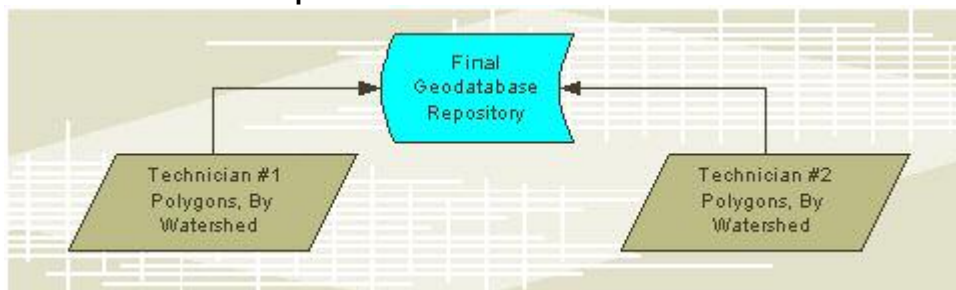 Final
Geodatabase
Repository
Technician #1
Polygons, By
Watershed
Technician #2
Polygons, By
Watershed